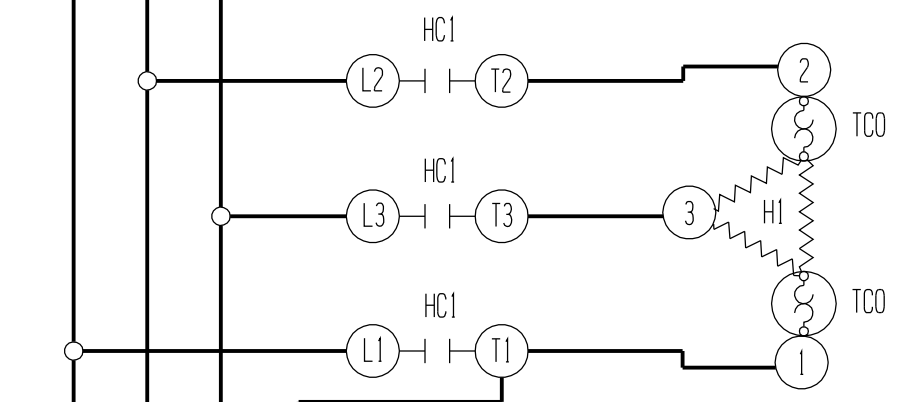 HC1
L2 T2 2
TCO
HC1
L3 T3 3 H1
HC1 TCO
L1 T1 1